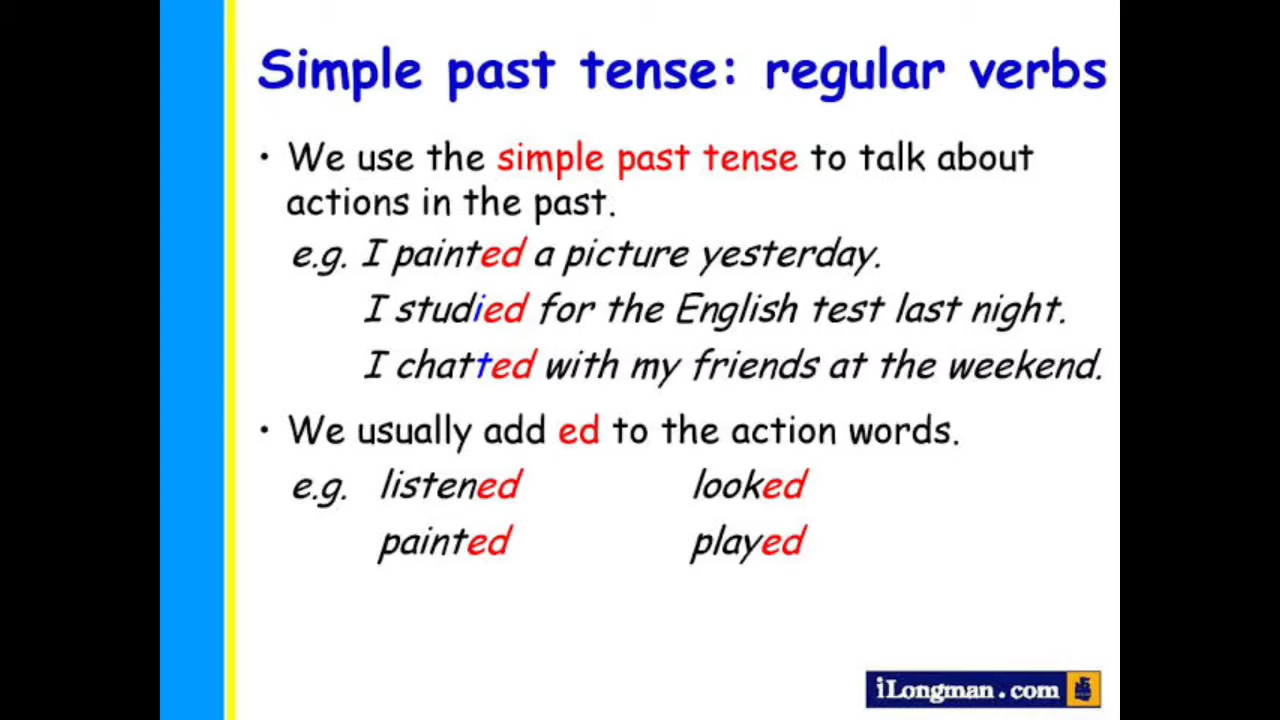 Simple past tense: regular verbs
• We use the simple past tense to talk about
actions in the past.
e.g. I painted a picture yesterday.
I studied for the English test last night.
I chatted with my friends at the weekend.
• We usually add ed to the action words.
e.g. listened looked
painted played
iLongman.com